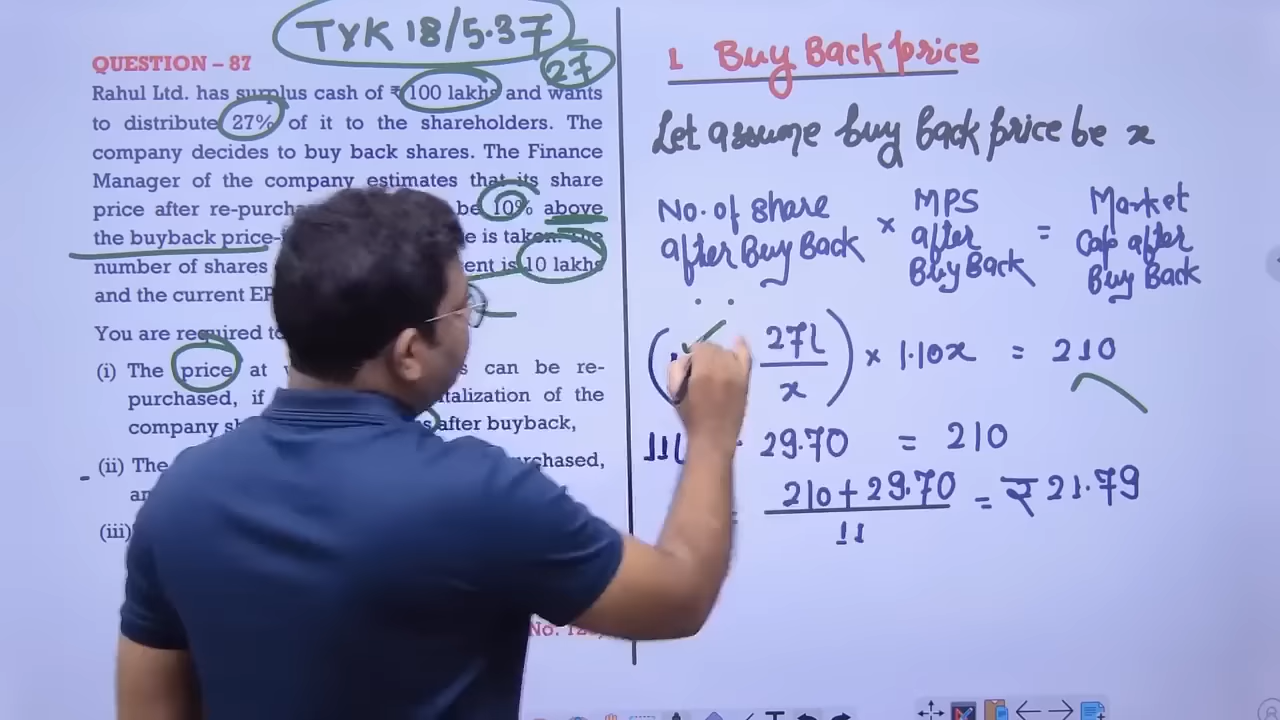 TYK 18/5.37
27
QUESTION – 87
Rahul Ltd. has surplus cash of ₹ 100 lakhs and wants
to distribute 27% of it to the shareholders. The
company decides to buy back shares. The Finance
Manager of the company estimates that its share
price after re-purch be 10% above
the buyback price- e is taken. The
number of shares ent is 10 lakhs
and the current EP
You are required to
(i) The price at s can be re-
purchased, if talization of the
company sh s after buyback,
(ii) The rchased,
an
(iii)
No. 12
1. Buy Back price
Let assume buy back price be x
No. of share after Buy Back × MPS after Buy Back = Market Cap after Buy Back
( 27l / x ) × 1.10x = 210
11 29.70 = 210
= 210 + 29.70 / 11 = ₹ 21.79